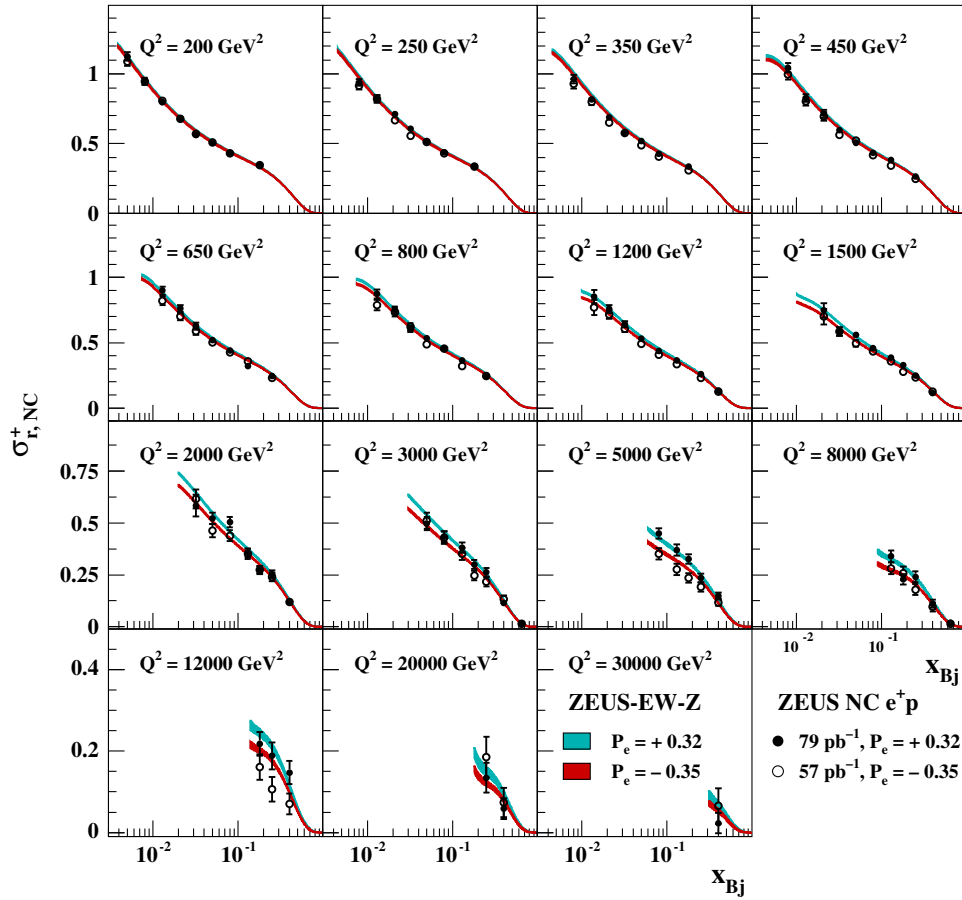 Q² = 200 GeV²
Q² = 250 GeV²
Q² = 350 GeV²
Q² = 450 GeV²
1
0.5
0
Q² = 650 GeV²
Q² = 800 GeV²
Q² = 1200 GeV²
Q² = 1500 GeV²
1
0.5
0
σ⁺r, NC
Q² = 2000 GeV²
Q² = 3000 GeV²
Q² = 5000 GeV²
Q² = 8000 GeV²
0.75
0.5
0.25
0
10⁻² 10⁻¹
xBj
Q² = 12000 GeV²
Q² = 20000 GeV²
Q² = 30000 GeV²
0.4
0.2
0
ZEUS-EW-Z
Pe = + 0.32
Pe = − 0.35
ZEUS NC e⁺p
79 pb⁻¹, Pe = + 0.32
57 pb⁻¹, Pe = − 0.35
10⁻² 10⁻¹ 10⁻² 10⁻¹ 10⁻² 10⁻¹
xBj